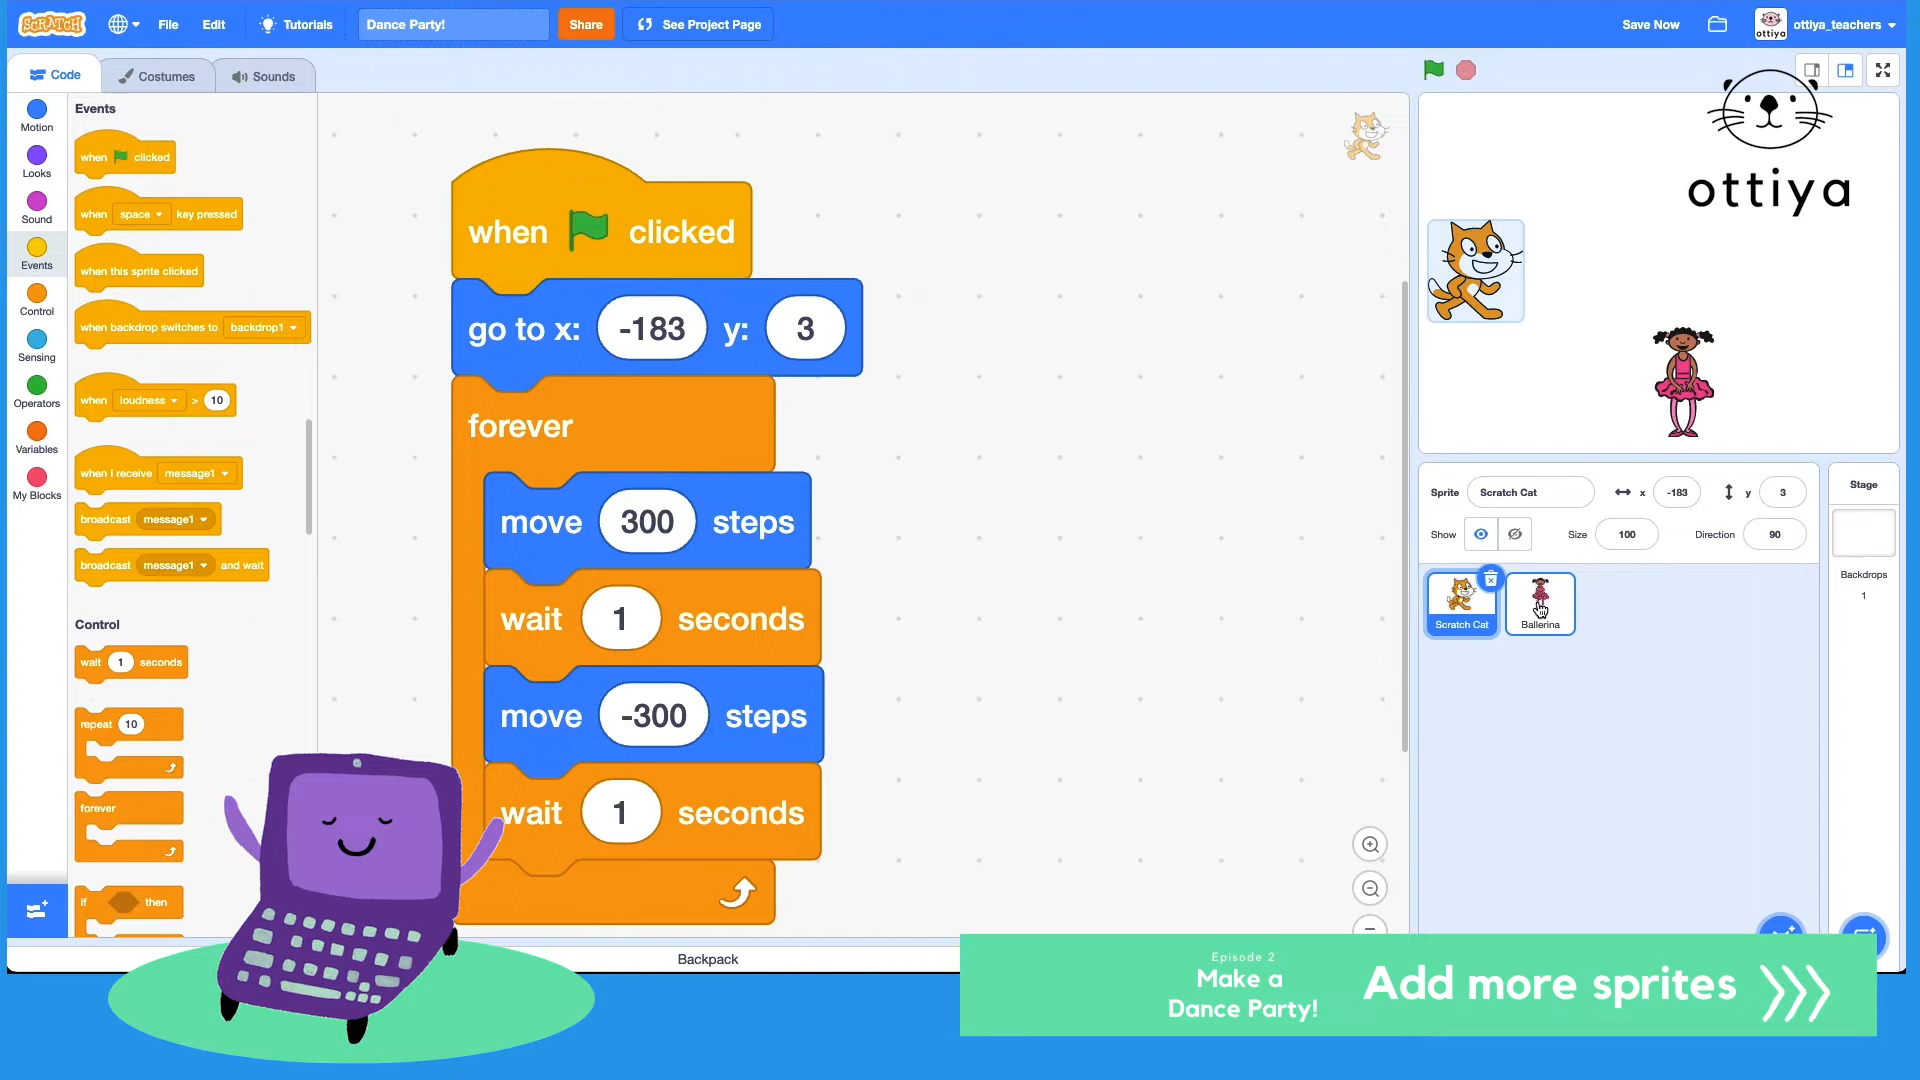 SCRATCH
File
Edit
Tutorials
Dance Party!
Share
See Project Page
Save Now
ottiya
ottiya_teachers
Code
Costumes
Sounds
Motion
Looks
Sound
Events
Control
Sensing
Operators
Variables
My Blocks
Events
when clicked
when space key pressed
when this sprite clicked
when backdrop switches to backdrop1
when loudness > 10
when I receive message1
broadcast message1
broadcast message1 and wait
Control
wait 1 seconds
repeat 10
forever
if then
when clicked
go to x: -183 y: 3
forever
move 300 steps
wait 1 seconds
move -300 steps
wait 1 seconds
Backpack
ottiya
Sprite Scratch Cat x -183 y 3
Show Size 100 Direction 90
Scratch Cat
Ballerina
Stage
Backdrops
1
Episode 2
Make a
Dance Party!
Add more sprites